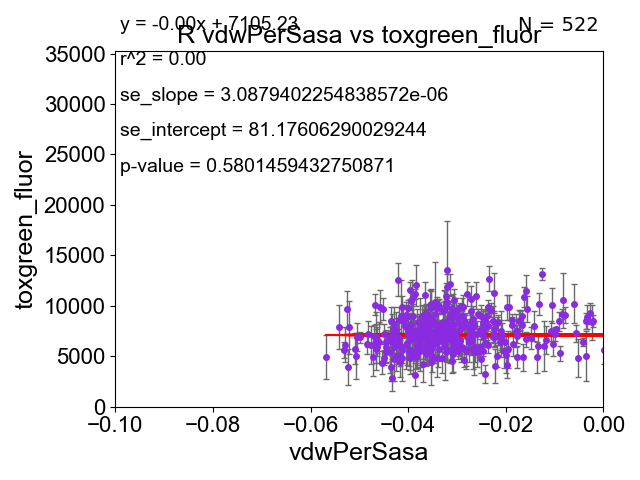 y = -0.00x + 7105.23
N = 522
R vdwPerSasa vs toxgreen_fluor
r^2 = 0.00
se_slope = 3.0879402254838572e-06
se_intercept = 81.17606290029244
p-value = 0.5801459432750871
toxgreen_fluor
35000
30000
25000
20000
15000
10000
5000
0
−0.10
−0.08
−0.06
−0.04
−0.02
0.00
vdwPerSasa